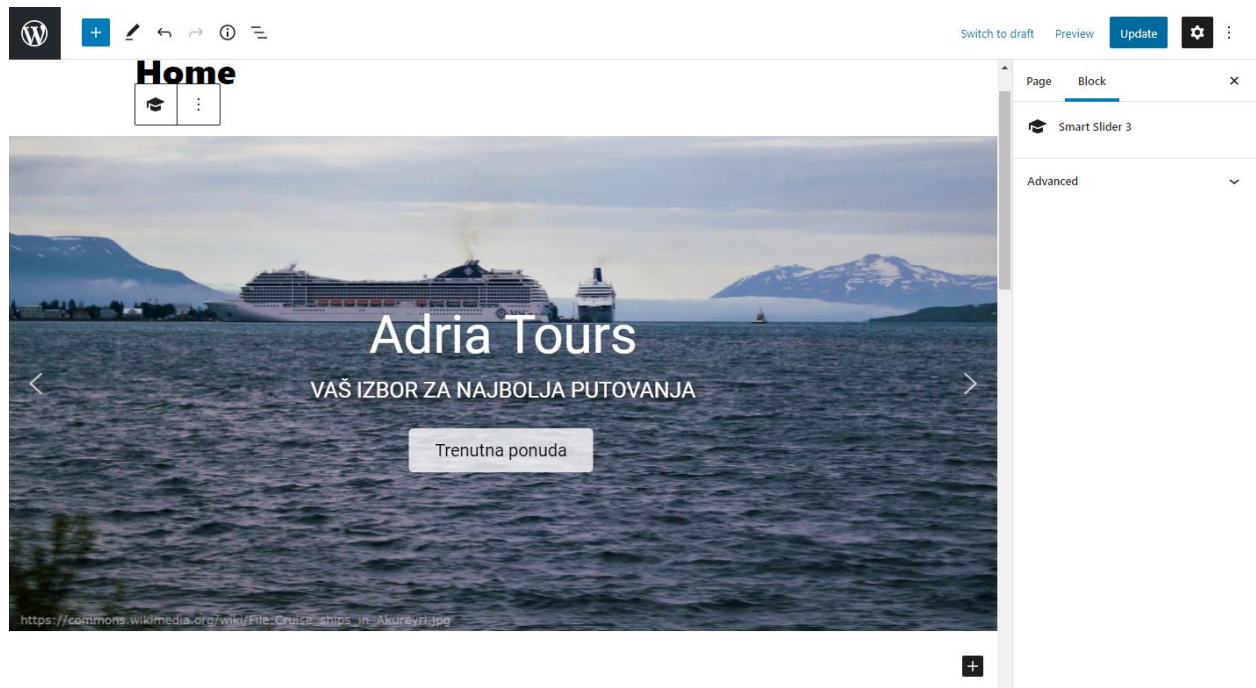 Switch to draft Preview Update
Home
Page Block
Smart Slider 3
Advanced
Adria Tours
VAŠ IZBOR ZA NAJBOLJA PUTOVANJA
Trenutna ponuda
https://commons.wikimedia.org/wiki/File:Cruise_ships_in_Akureyri.jpg